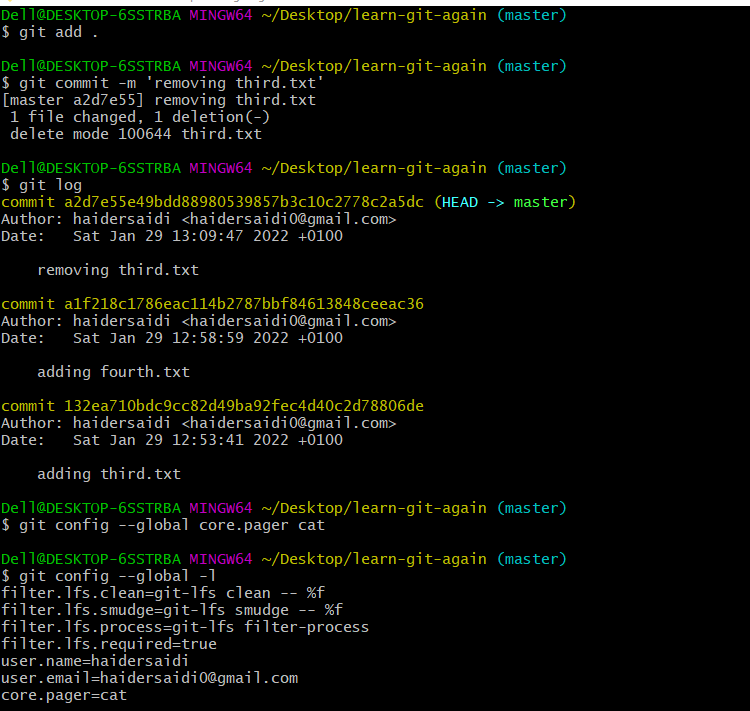 Dell@DESKTOP-6SSTRBA MINGW64 ~/Desktop/learn-git-again (master)
$ git add .
Dell@DESKTOP-6SSTRBA MINGW64 ~/Desktop/learn-git-again (master)
$ git commit -m 'removing third.txt'
[master a2d7e55] removing third.txt
 1 file changed, 1 deletion(-)
 delete mode 100644 third.txt
Dell@DESKTOP-6SSTRBA MINGW64 ~/Desktop/learn-git-again (master)
$ git log
commit a2d7e55e49bdd88980539857b3c10c2778c2a5dc (HEAD -> master)
Author: haidersaidi <haidersaidi0@gmail.com>
Date:   Sat Jan 29 13:09:47 2022 +0100
    removing third.txt
commit a1f218c1786eac114b2787bbf84613848ceeac36
Author: haidersaidi <haidersaidi0@gmail.com>
Date:   Sat Jan 29 12:58:59 2022 +0100
    adding fourth.txt
commit 132ea710bdc9cc82d49ba92fec4d40c2d78806de
Author: haidersaidi <haidersaidi0@gmail.com>
Date:   Sat Jan 29 12:53:41 2022 +0100
    adding third.txt
Dell@DESKTOP-6SSTRBA MINGW64 ~/Desktop/learn-git-again (master)
$ git config --global core.pager cat
Dell@DESKTOP-6SSTRBA MINGW64 ~/Desktop/learn-git-again (master)
$ git config --global -l
filter.lfs.clean=git-lfs clean -- %f
filter.lfs.smudge=git-lfs smudge -- %f
filter.lfs.process=git-lfs filter-process
filter.lfs.required=true
user.name=haidersaidi
user.email=haidersaidi0@gmail.com
core.pager=cat